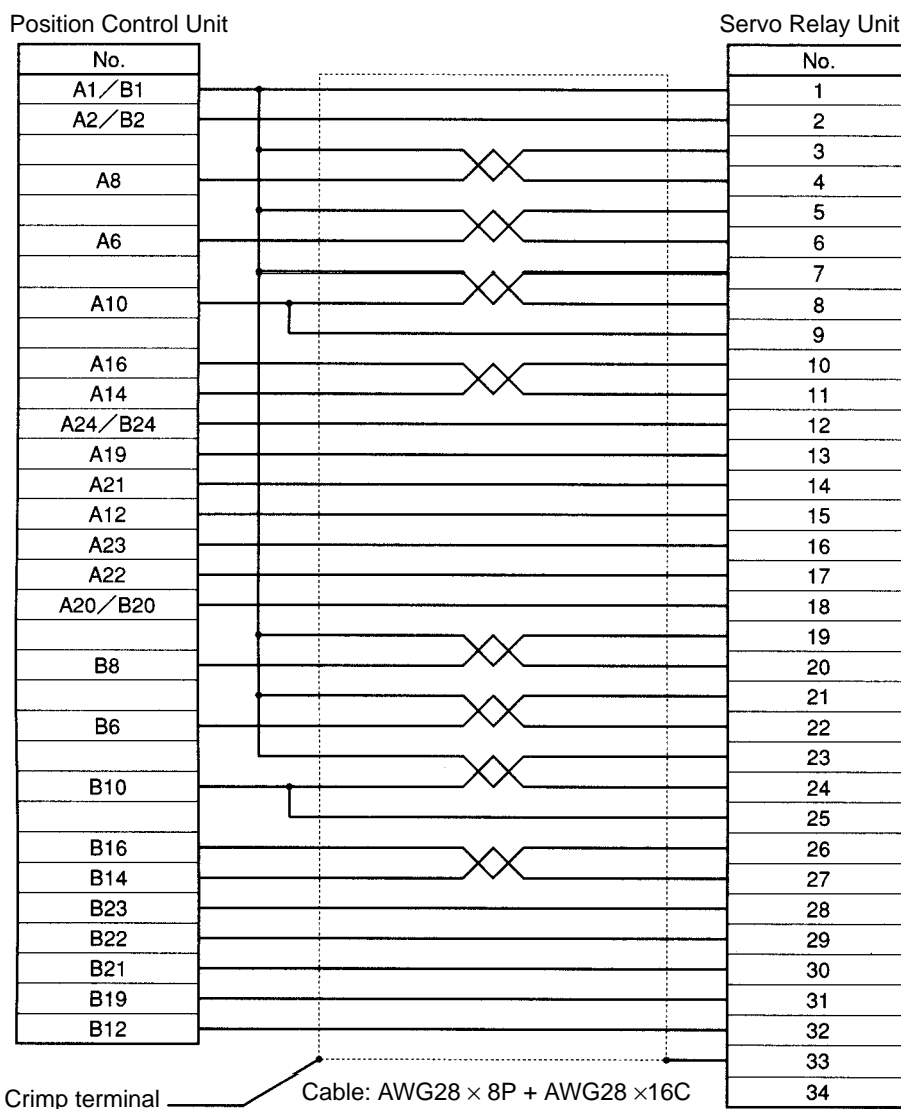 Position Control Unit Servo Relay Unit
No. No.
A1/B1 1
A2/B2 2
3
A8 4
5
A6 6
7
A10 8
9
A16 10
A14 11
A24/B24 12
A19 13
A21 14
A12 15
A23 16
A22 17
A20/B20 18
19
B8 20
21
B6 22
23
B10 24
25
B16 26
B14 27
B23 28
B22 29
B21 30
B19 31
B12 32
33
Crimp terminal Cable: AWG28 × 8P + AWG28 ×16C 34